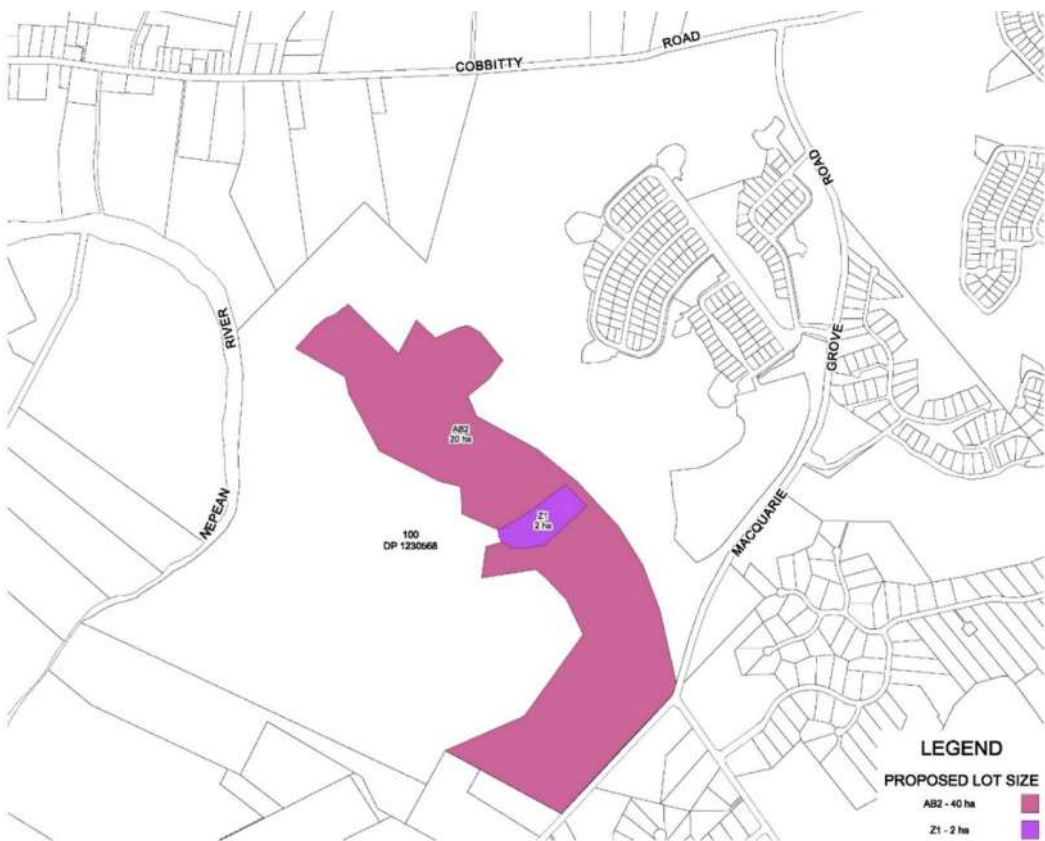 COBBITTY
ROAD
ROAD
RIVER
GROVE
AB2
20 ha
NEPEAN
Z1
2 ha
MACQUARIE
100
DP 1230568
LEGEND
PROPOSED LOT SIZE
AB2 - 40 ha
Z1 - 2 ha